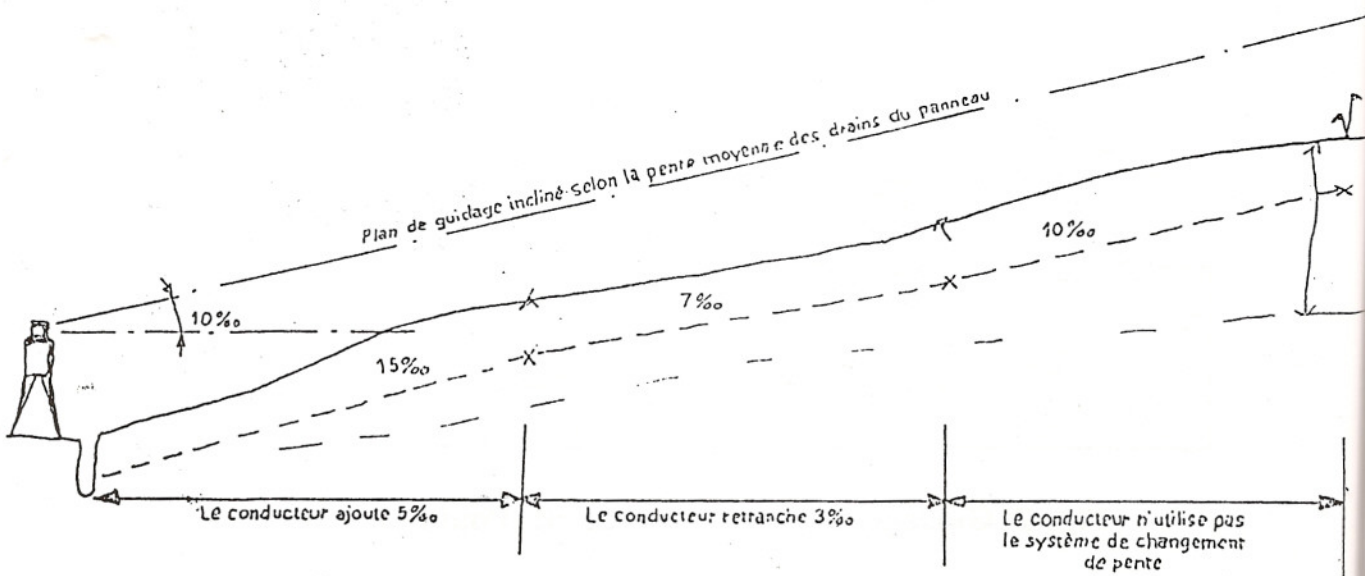 Plan de guidage incliné selon la pente moyenne des drains du panneau
10‰
10‰
7‰
15‰
Le conducteur ajoute 5‰
Le conducteur retranche 3‰
Le conducteur n'utilise pas
le système de changement
de pente